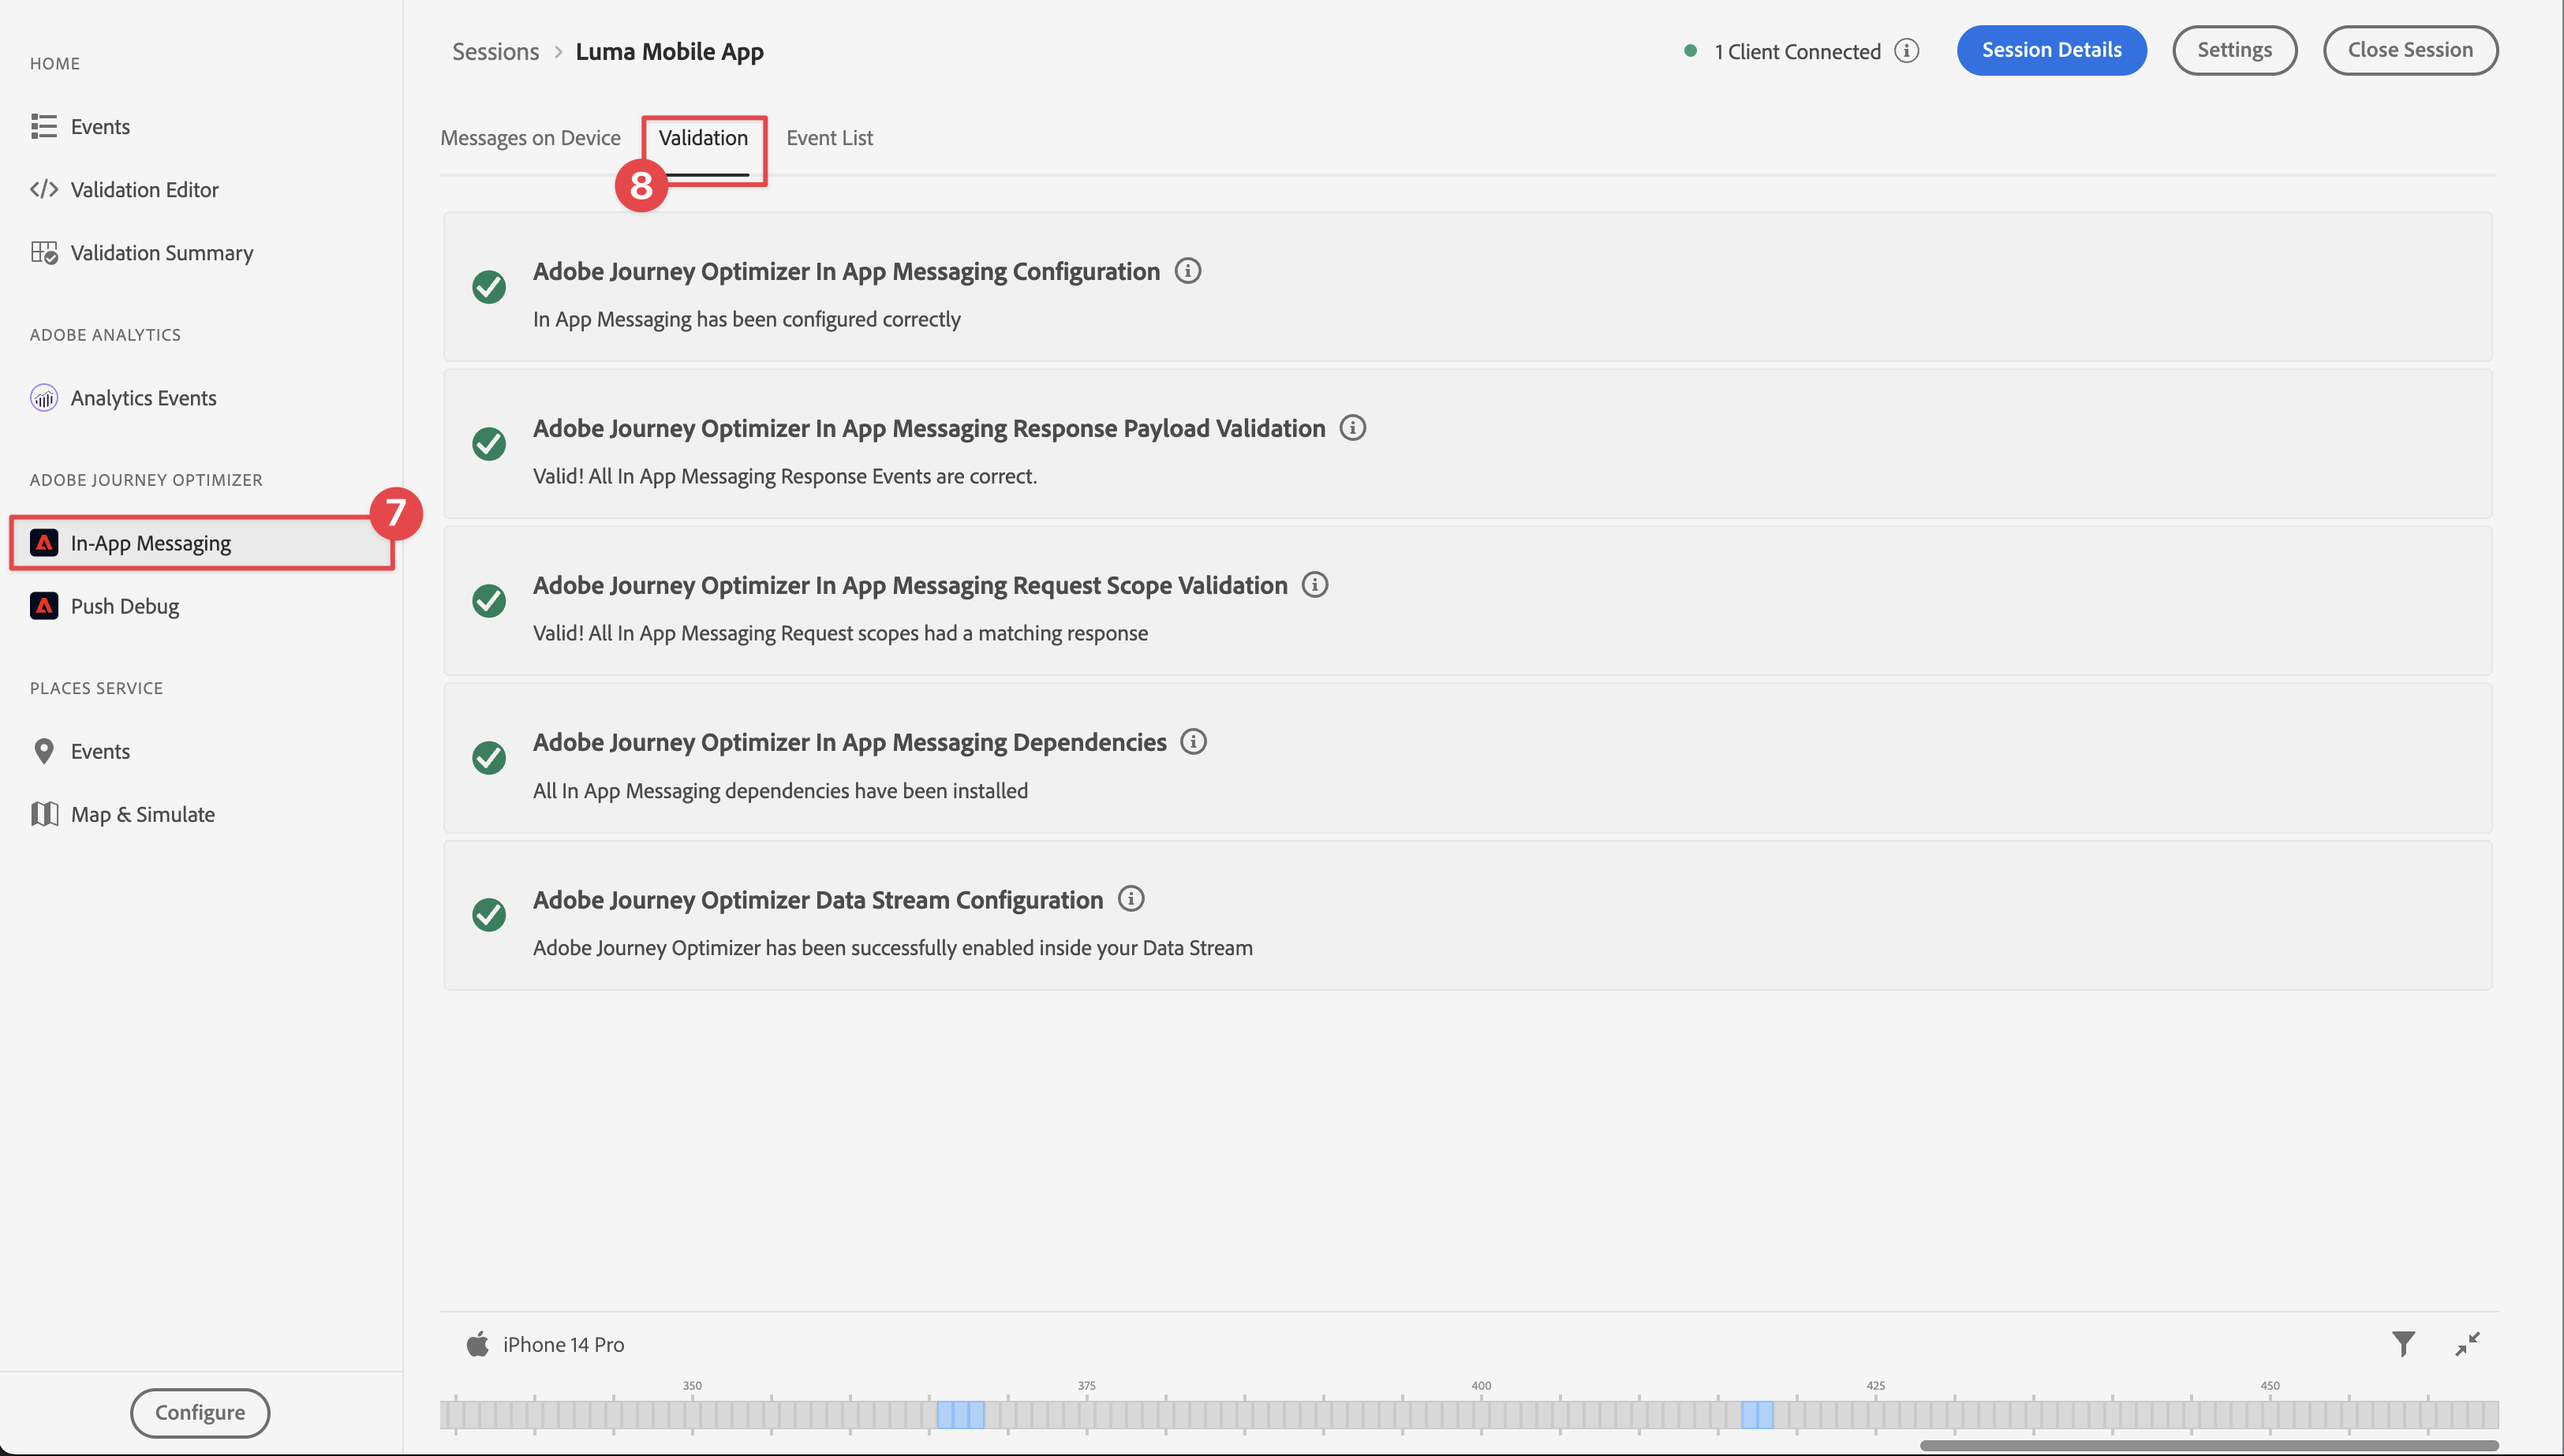 HOME
Events
Validation Editor
Validation Summary
ADOBE ANALYTICS
Analytics Events
ADOBE JOURNEY OPTIMIZER
7
In-App Messaging
Push Debug
PLACES SERVICE
Events
Map & Simulate
Configure
Sessions > Luma Mobile App
1 Client Connected
Session Details
Settings
Close Session
Messages on Device
Validation
Event List
8
Adobe Journey Optimizer In App Messaging Configuration
In App Messaging has been configured correctly
Adobe Journey Optimizer In App Messaging Response Payload Validation
Valid! All In App Messaging Response Events are correct.
Adobe Journey Optimizer In App Messaging Request Scope Validation
Valid! All In App Messaging Request scopes had a matching response
Adobe Journey Optimizer In App Messaging Dependencies
All In App Messaging dependencies have been installed
Adobe Journey Optimizer Data Stream Configuration
Adobe Journey Optimizer has been successfully enabled inside your Data Stream
iPhone 14 Pro
350 375 400 425 450